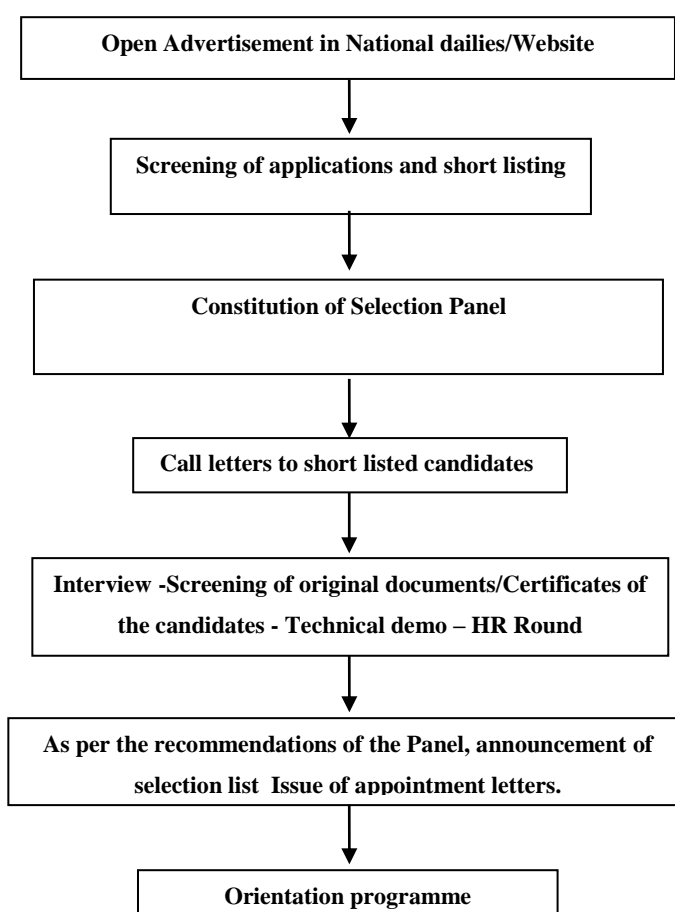 Open Advertisement in National dailies/Website
Screening of applications and short listing
Constitution of Selection Panel
Call letters to short listed candidates
Interview -Screening of original documents/Certificates of
the candidates - Technical demo – HR Round
As per the recommendations of the Panel, announcement of
selection list  Issue of appointment letters.
Orientation programme